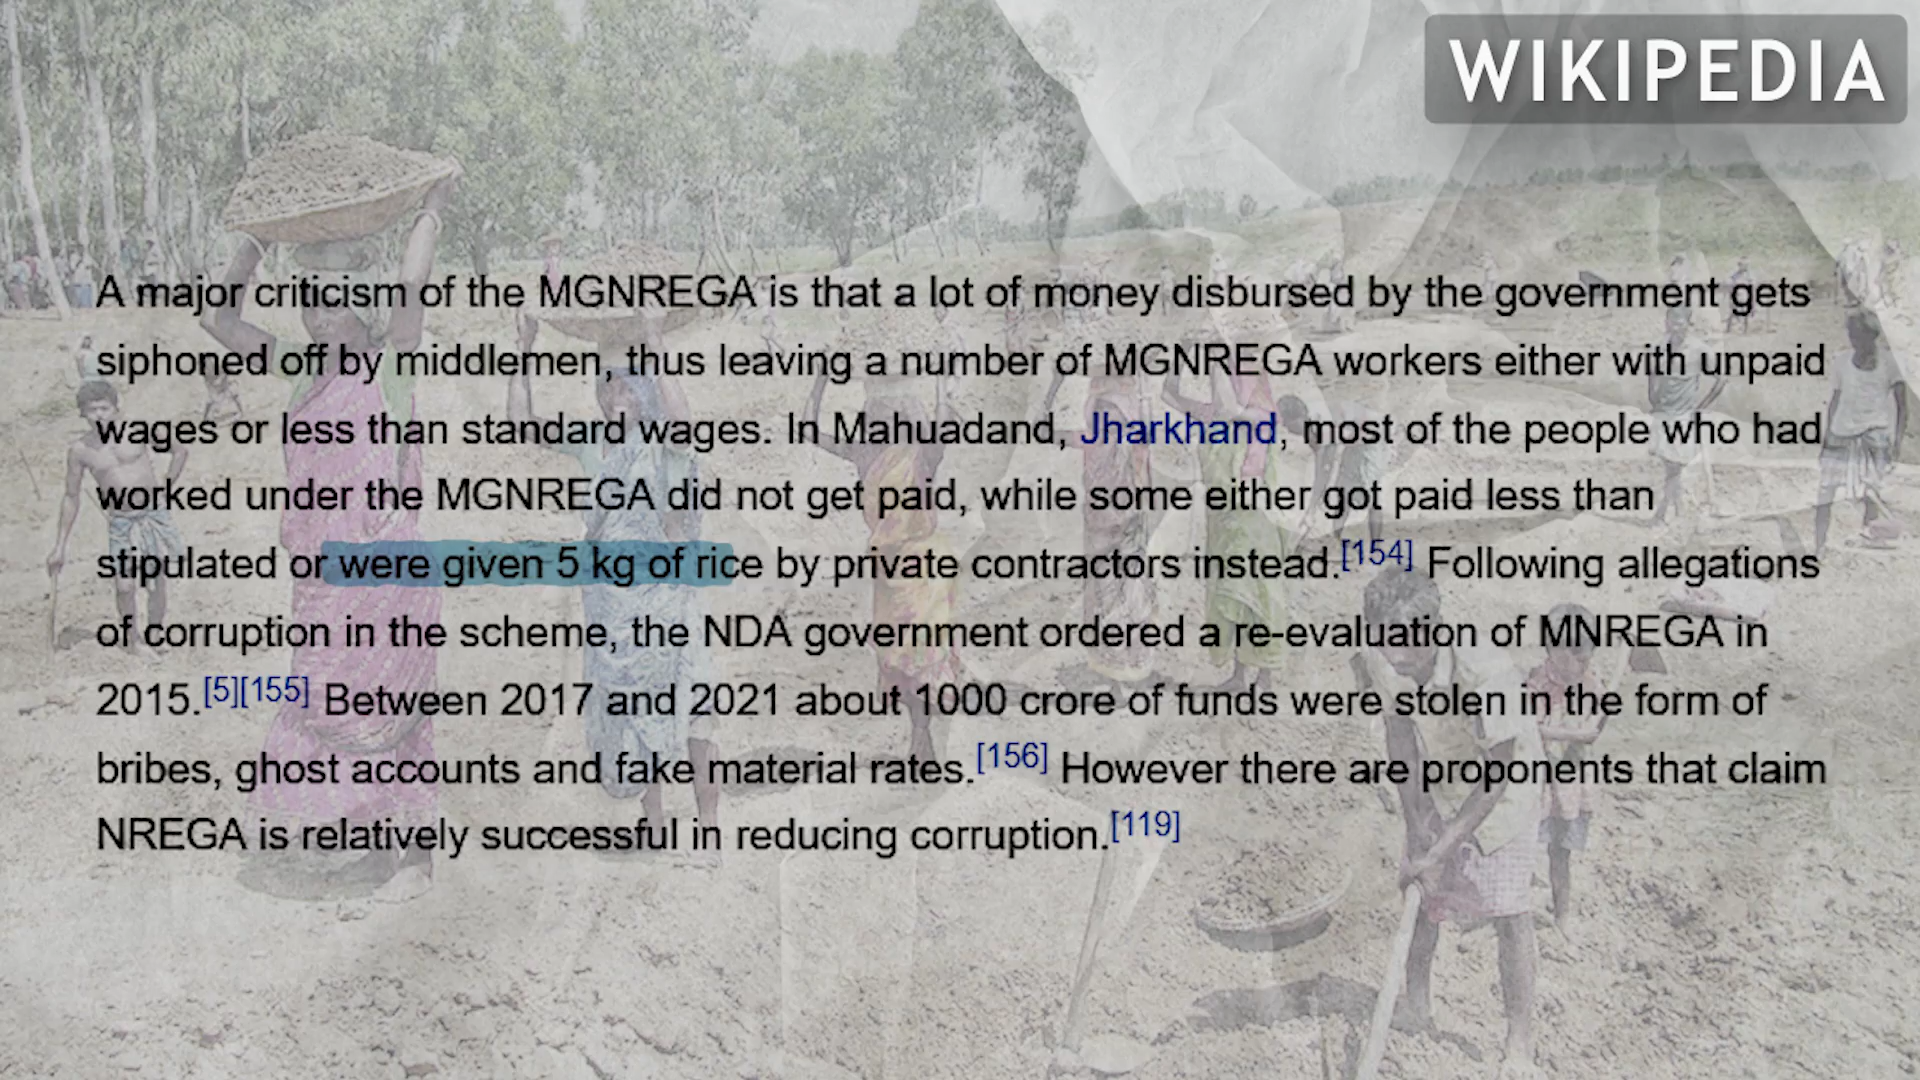 WIKIPEDIA
A major criticism of the MGNREGA is that a lot of money disbursed by the government gets
siphoned off by middlemen, thus leaving a number of MGNREGA workers either with unpaid
wages or less than standard wages. In Mahuadand, Jharkhand, most of the people who had
worked under the MGNREGA did not get paid, while some either got paid less than
stipulated or were given 5 kg of rice by private contractors instead.[154] Following allegations
of corruption in the scheme, the NDA government ordered a re-evaluation of MNREGA in
2015.[5][155] Between 2017 and 2021 about 1000 crore of funds were stolen in the form of
bribes, ghost accounts and fake material rates.[156] However there are proponents that claim
NREGA is relatively successful in reducing corruption.[119]